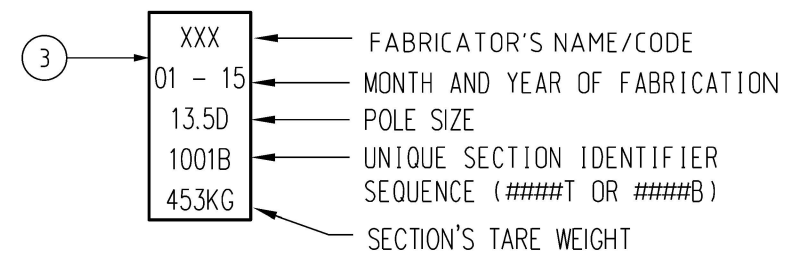 3
XXX
FABRICATOR'S NAME/CODE
01 - 15
MONTH AND YEAR OF FABRICATION
13.5D
POLE SIZE
1001B
UNIQUE SECTION IDENTIFIER
SEQUENCE (####T OR ####B)
453KG
SECTION'S TARE WEIGHT